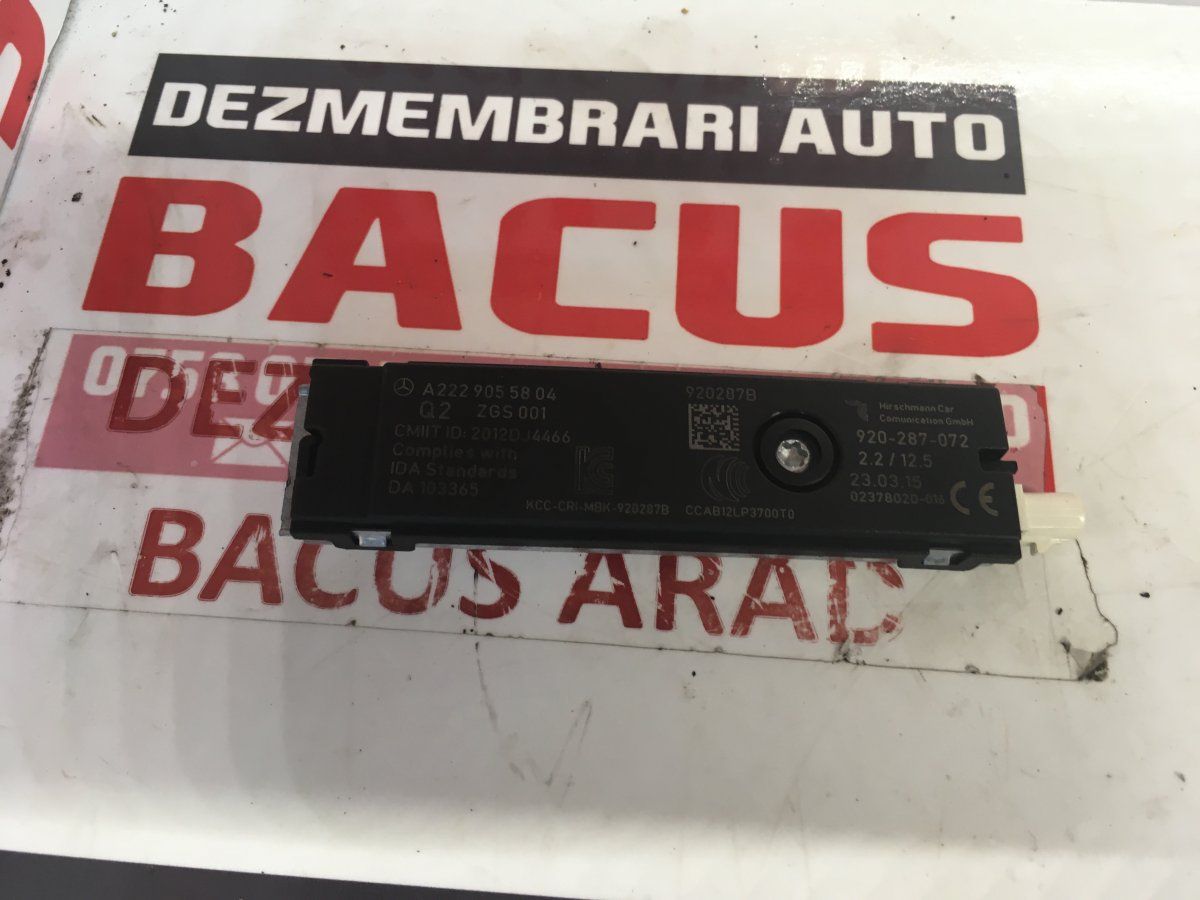 DEZMEMBRARI AUTO
BACUS
DEZ
BACUS ARAD
A222 905 58 04
Q2 ZGS 001
CMIIT ID: 2012DJ4466
Complies with
IDA Standards
DA 103365
KCC-CRI-MBK-920287B
920287B
CCAB12LP3700T0
Hirschmann Car
Comunication GmbH
920-287-072
2.2 / 12.5
23.03.15
02378020-016
CE